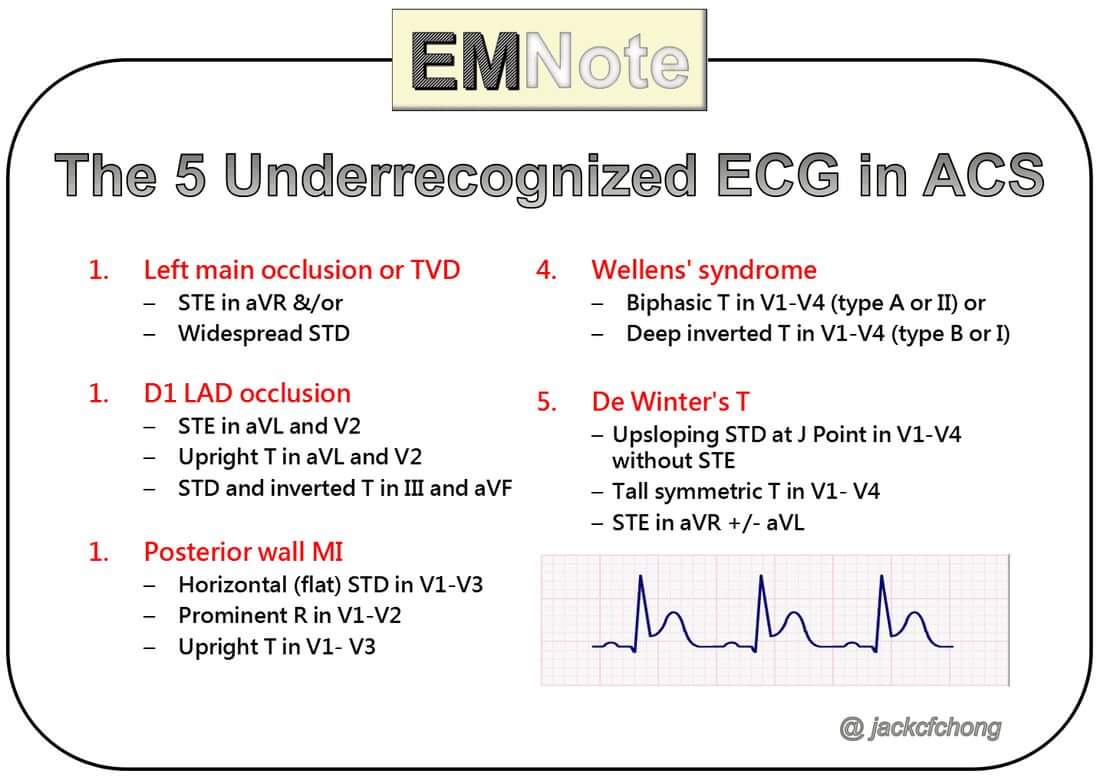 EMNote
The 5 Underrecognized ECG in ACS
1. Left main occlusion or TVD
– STE in aVR &/or
– Widespread STD
1. D1 LAD occlusion
– STE in aVL and V2
– Upright T in aVL and V2
– STD and inverted T in III and aVF
1. Posterior wall MI
– Horizontal (flat) STD in V1-V3
– Prominent R in V1-V2
– Upright T in V1- V3
4. Wellens' syndrome
– Biphasic T in V1-V4 (type A or II) or
– Deep inverted T in V1-V4 (type B or I)
5. De Winter's T
– Upsloping STD at J Point in V1-V4
without STE
– Tall symmetric T in V1- V4
– STE in aVR +/- aVL
@ jackcfchong